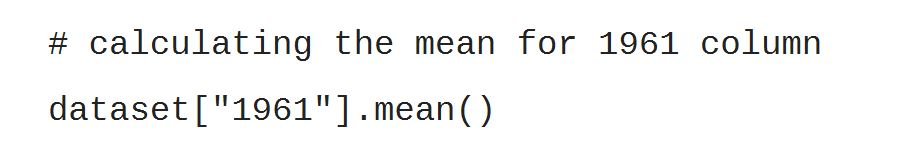 # calculating the mean for 1961 column
dataset["1961"].mean()